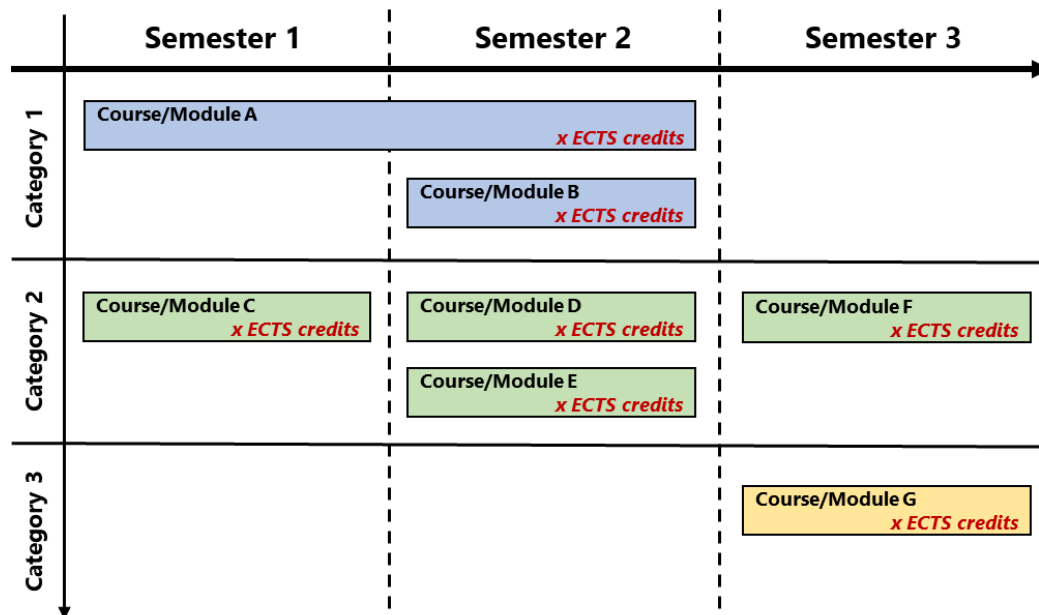 Semester 1
Semester 2
Semester 3
Category 1
Course/Module A
x ECTS credits
Course/Module B
x ECTS credits
Category 2
Course/Module C
x ECTS credits
Course/Module D
x ECTS credits
Course/Module F
x ECTS credits
Course/Module E
x ECTS credits
Category 3
Course/Module G
x ECTS credits